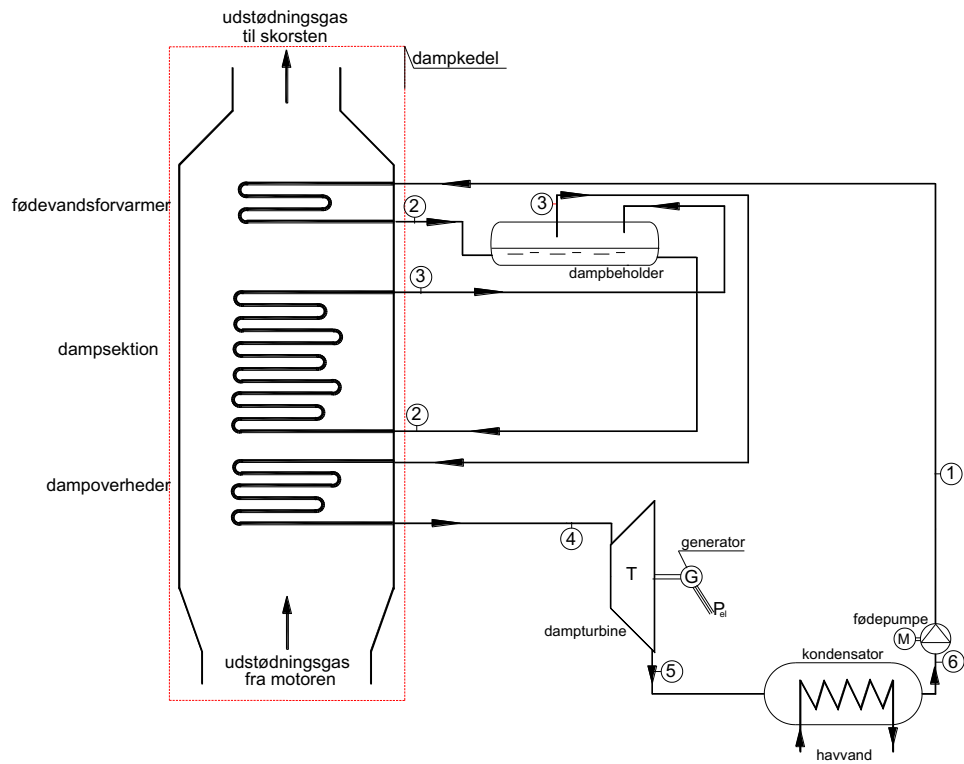 udstødningsgas
til skorsten
dampkedel
fødevandsforvarmer
2
3
dampbeholder
3
dampsektion
2
dampoverheder
1
4
generator
T
G
P el
dampturbine
fødepumpe
M
6
5
kondensator
udstødningsgas
fra motoren
havvand